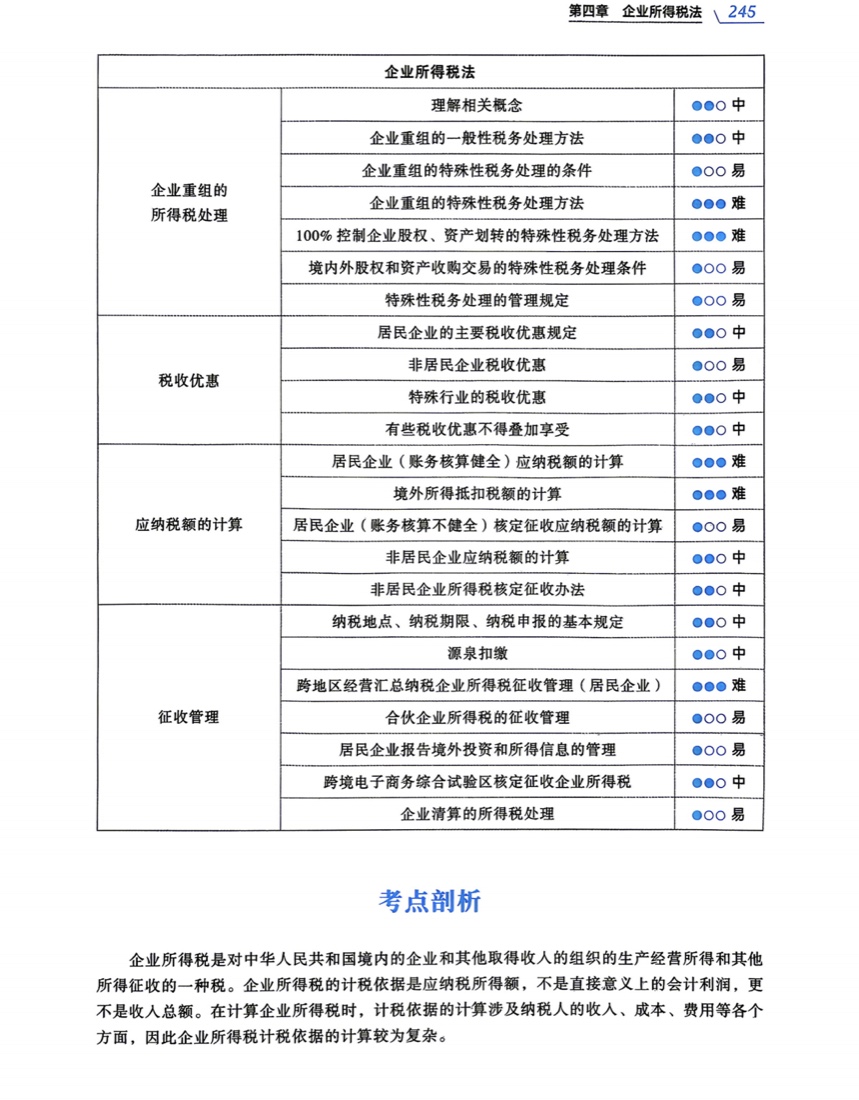 第四章 企业所得税法 245
企业所得税法
企业重组的
所得税处理
理解相关概念 ●●○ 中
企业重组的一般性税务处理方法 ●●○ 中
企业重组的特殊性税务处理的条件 ●○○ 易
企业重组的特殊性税务处理方法 ●●● 难
100% 控制企业股权、资产划转的特殊性税务处理方法 ●●● 难
境内外股权和资产收购交易的特殊性税务处理条件 ●○○ 易
特殊性税务处理的管理规定 ●○○ 易
税收优惠
居民企业的主要税收优惠规定 ●●○ 中
非居民企业税收优惠 ●○○ 易
特殊行业的税收优惠 ●●○ 中
有些税收优惠不得叠加享受 ●●○ 中
应纳税额的计算
居民企业（账务核算健全）应纳税额的计算 ●●● 难
境外所得抵扣税额的计算 ●●● 难
居民企业（账务核算不健全）核定征收应纳税额的计算 ●○○ 易
非居民企业应纳税额的计算 ●●○ 中
非居民企业所得税核定征收办法 ●●○ 中
征收管理
纳税地点、纳税期限、纳税申报的基本规定 ●●○ 中
源泉扣缴 ●●○ 中
跨地区经营汇总纳税企业所得税征收管理（居民企业） ●●● 难
合伙企业所得税的征收管理 ●○○ 易
居民企业报告境外投资和所得信息的管理 ●○○ 易
跨境电子商务综合试验区核定征收企业所得税 ●●○ 中
企业清算的所得税处理 ●○○ 易
考点剖析
企业所得税是对中华人民共和国境内的企业和其他取得收入的组织的生产经营所得和其他
所得征收的一种税。企业所得税的计税依据是应纳税所得额，不是直接意义上的会计利润，更
不是收入总额。在计算企业所得税时，计税依据的计算涉及纳税人的收入、成本、费用等各个
方面，因此企业所得税计税依据的计算较为复杂。